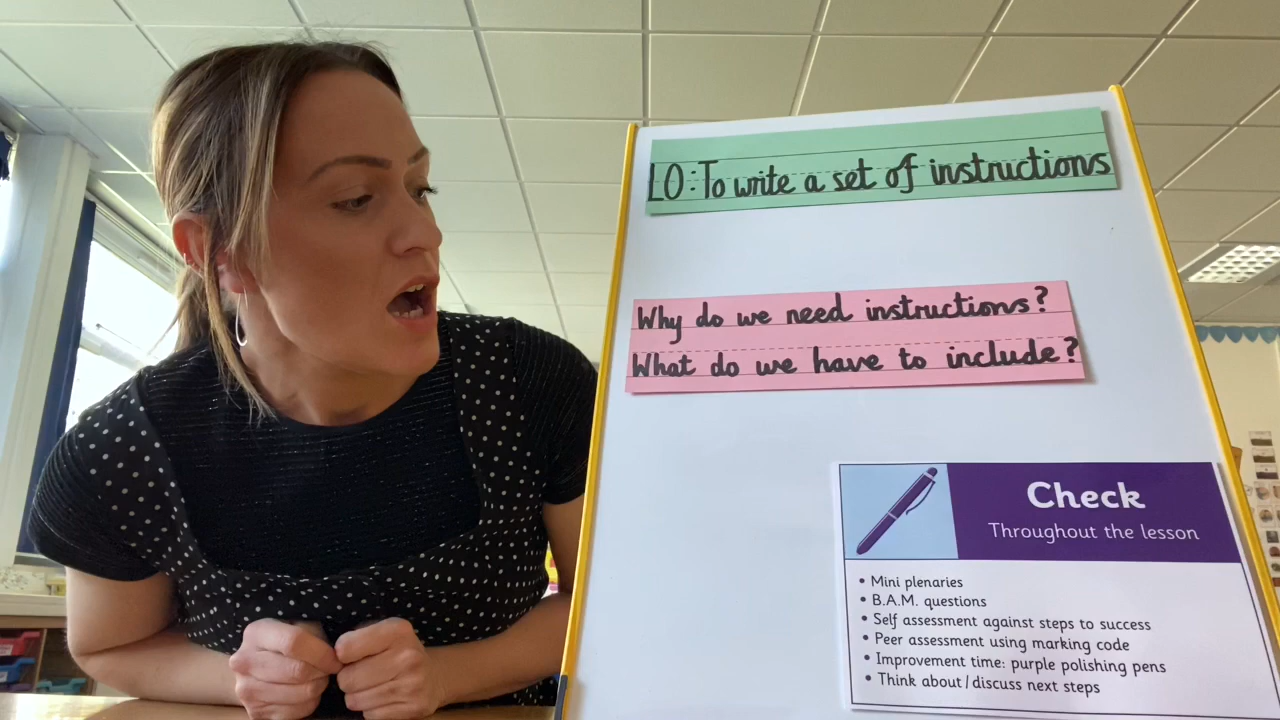 LO: To write a set of instructions
Why do we need instructions?
What do we have to include?
Check
Throughout the lesson
• Mini plenaries
• B.A.M. questions
• Self assessment against steps to success
• Peer assessment using marking code
• Improvement time: purple polishing pens
• Think about / discuss next steps